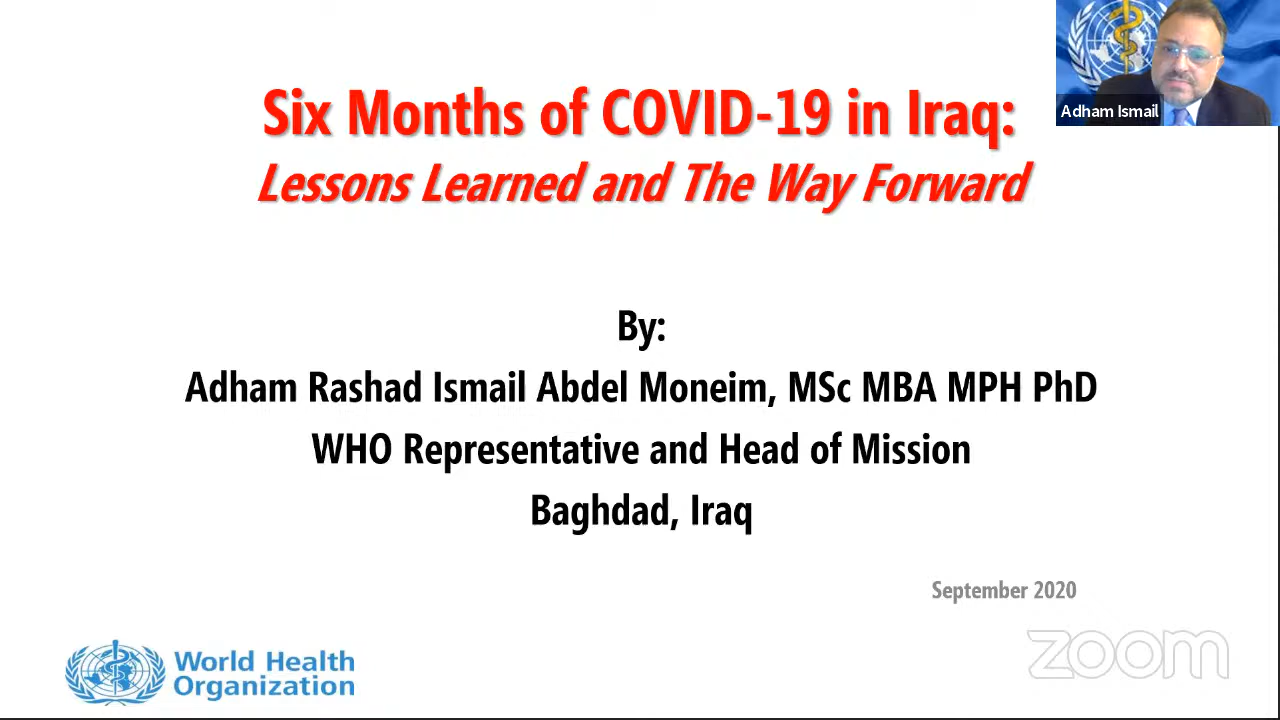 Six Months of COVID-19 in Iraq:
Lessons Learned and The Way Forward
Adham Ismail
By:
Adham Rashad Ismail Abdel Moneim, MSc MBA MPH PhD
WHO Representative and Head of Mission
Baghdad, Iraq
September 2020
World Health
Organization
zoom